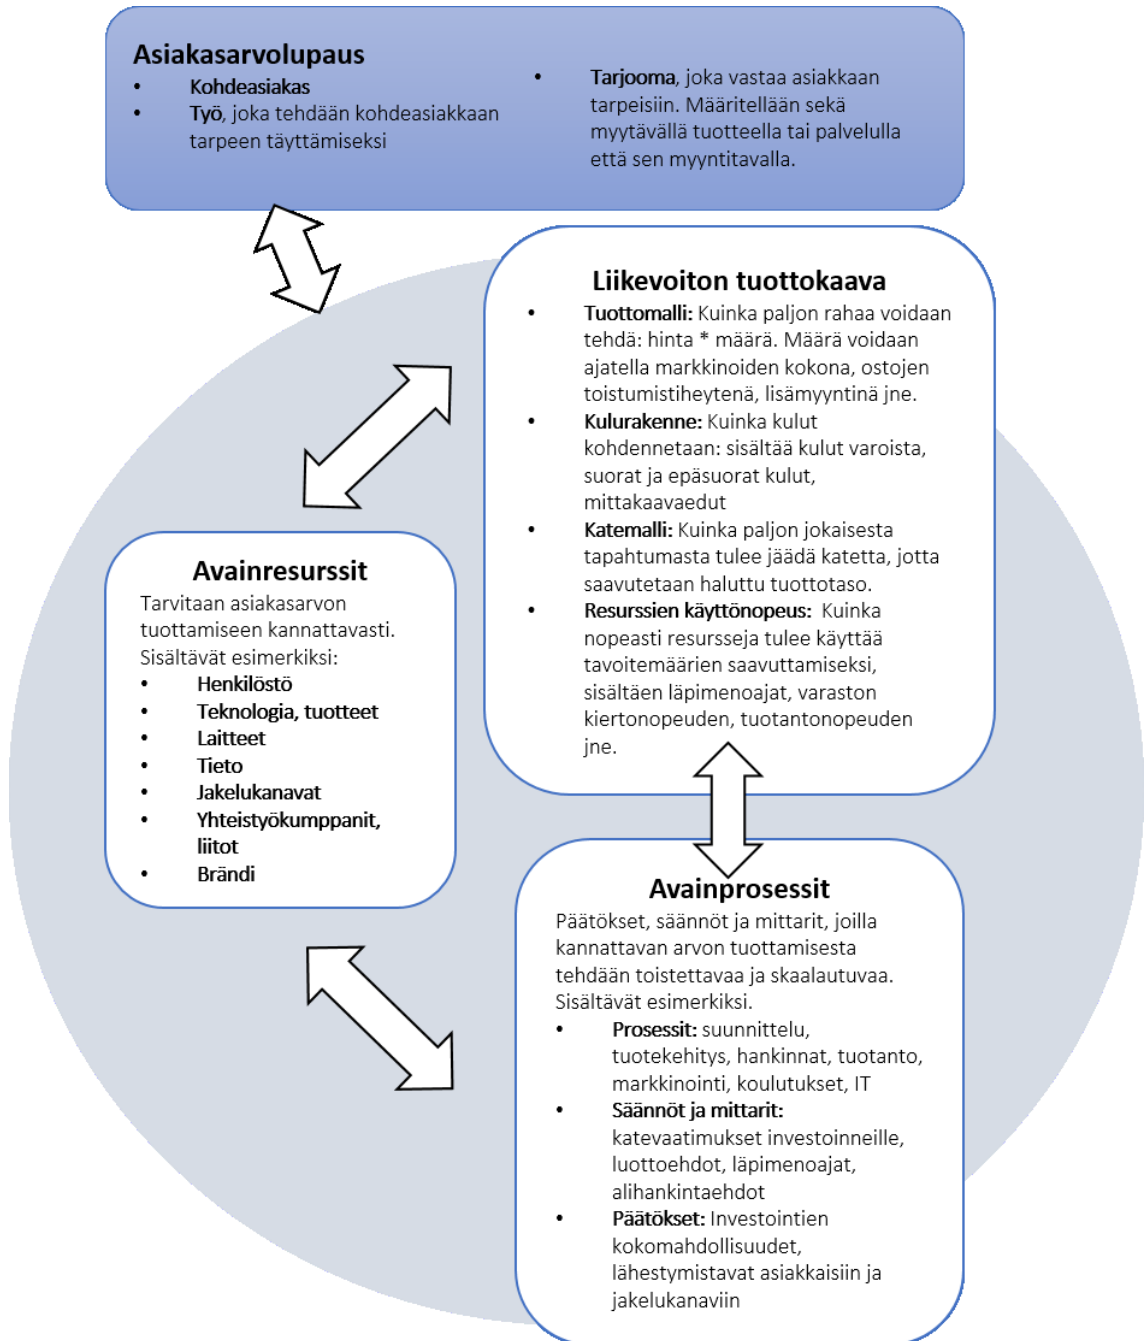 Asiakasarvolupaus
• Kohdeasiakas
• Työ, joka tehdään kohdeasiakkaan
tarpeen täyttämiseksi
• Tarjooma, joka vastaa asiakkaan
tarpeisiin. Määritellään sekä
myytävällä tuotteella tai palvelulla
että sen myyntitavalla.
Liikevoiton tuottokaava
• Tuottomalli: Kuinka paljon rahaa voidaan
tehdä: hinta * määrä. Määrä voidaan
ajatella markkinoiden kokona, ostojen
toistumistiheytenä, lisämyyntinä jne.
• Kulurakenne: Kuinka kulut
kohdennetaan: sisältää kulut varoista,
suorat ja epäsuorat kulut,
mittakaavaedut
• Katemalli: Kuinka paljon jokaisesta
tapahtumasta tulee jäädä katetta, jotta
saavutetaan haluttu tuottotaso.
• Resurssien käyttönopeus: Kuinka
nopeasti resursseja tulee käyttää
tavoitemäärien saavuttamiseksi,
sisältäen läpimenoajat, varaston
kiertonopeuden, tuotantonopeuden
jne.
Avainresurssit
Tarvitaan asiakasarvon
tuottamiseen kannattavasti.
Sisältävät esimerkiksi:
• Henkilöstö
• Teknologia, tuotteet
• Laitteet
• Tieto
• Jakelukanavat
• Yhteistyökumppanit,
liitot
• Brändi
Avainprosessit
Päätökset, säännöt ja mittarit, joilla
kannattavan arvon tuottamisesta
tehdään toistettavaa ja skaalautuvaa.
Sisältävät esimerkiksi.
• Prosessit: suunnittelu,
tuotekehitys, hankinnat, tuotanto,
markkinointi, koulutukset, IT
• Säännöt ja mittarit:
katevaatimukset investoinneille,
luottoehdot, läpimenoajat,
alihankintaehdot
• Päätökset: Investointien
kokomahdollisuudet,
lähestymistavat asiakkaisiin ja
jakelukanaviin